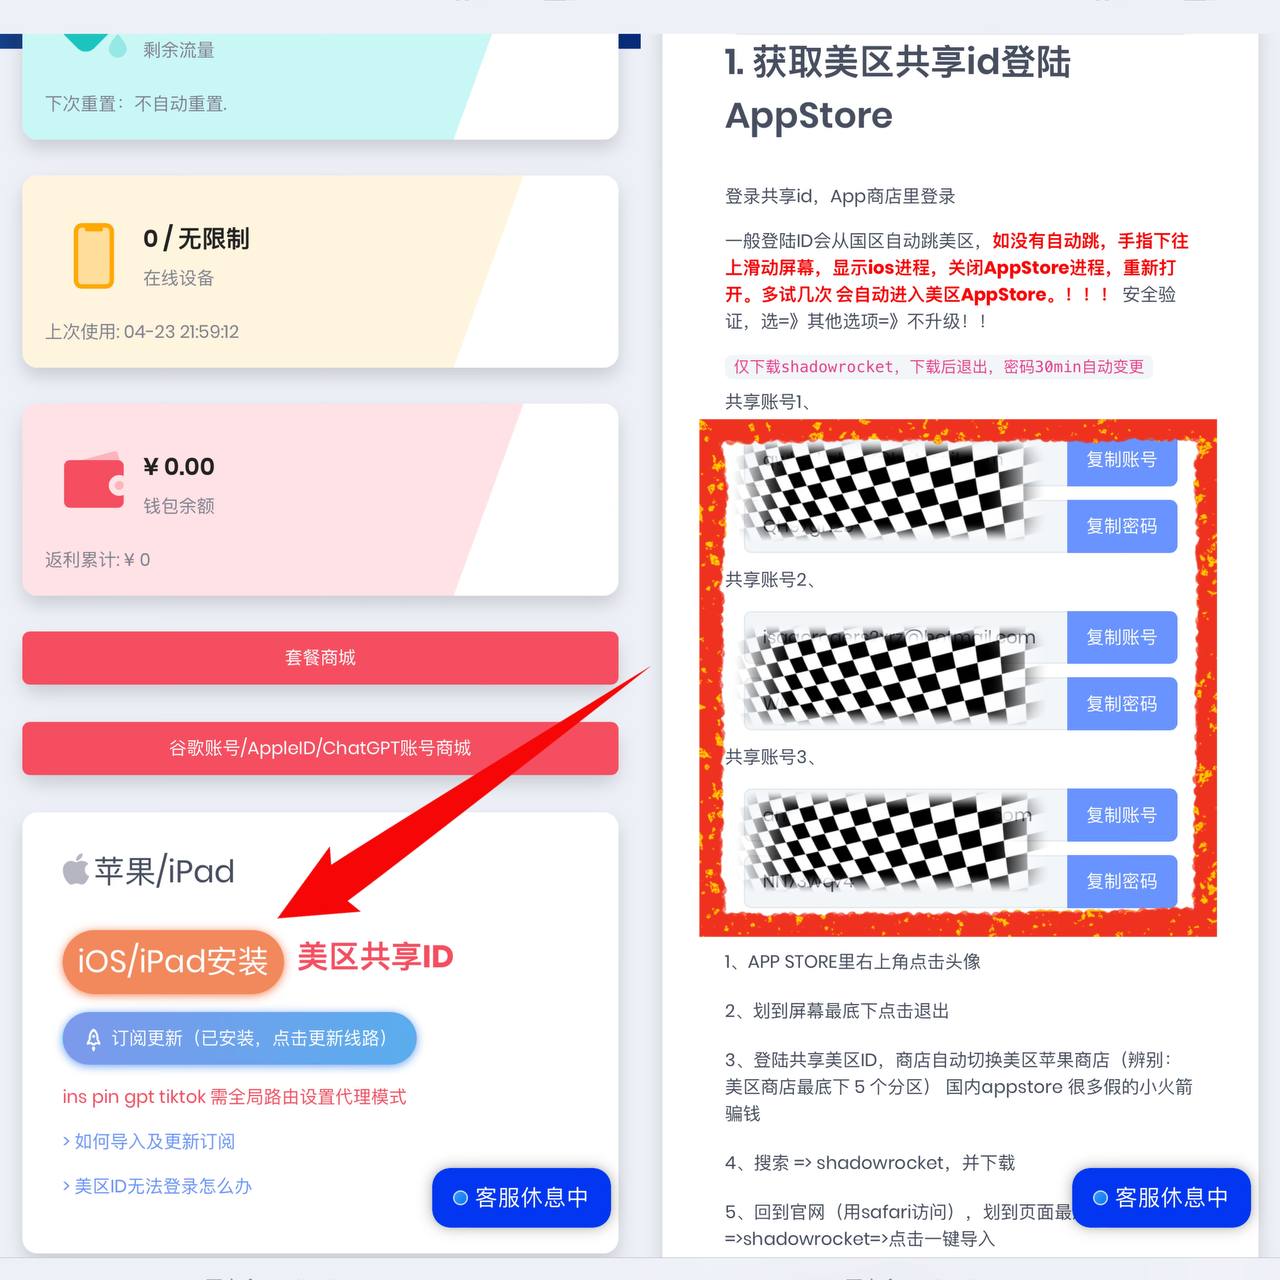 剩余流量
下次重置：不自动重置.
0 / 无限制
在线设备
上次使用: 04-23 21:59:12
¥ 0.00
钱包余额
返利累计: ¥ 0
套餐商城
谷歌账号/AppleID/ChatGPT账号商城
苹果/iPad
iOS/iPad安装
美区共享ID
订阅更新（已安装，点击更新线路）
ins pin gpt tiktok 需全局路由设置代理模式
> 如何导入及更新订阅
> 美区ID无法登录怎么办
客服休息中
1. 获取美区共享id登陆
AppStore
登录共享id，App商店里登录
一般登陆ID会从国区自动跳美区，如没有自动跳，手指下往
上滑动屏幕，显示ios进程，关闭AppStore进程，重新打
开。多试几次 会自动进入美区AppStore。！！！ 安全验
证，选=》其他选项=》不升级！！
仅下载shadowrocket，下载后退出，密码30min自动变更
共享账号1、
复制账号
复制密码
共享账号2、
复制账号
复制密码
共享账号3、
复制账号
复制密码
1、APP STORE里右上角点击头像
2、划到屏幕最底下点击退出
3、登陆共享美区ID，商店自动切换美区苹果商店（辨别：
美区商店最底下 5 个分区） 国内appstore 很多假的小火箭
骗钱
4、搜索 => shadowrocket，并下载
5、回到官网（用safari访问），划到页面最
=>shadowrocket=>点击一键导入
客服休息中